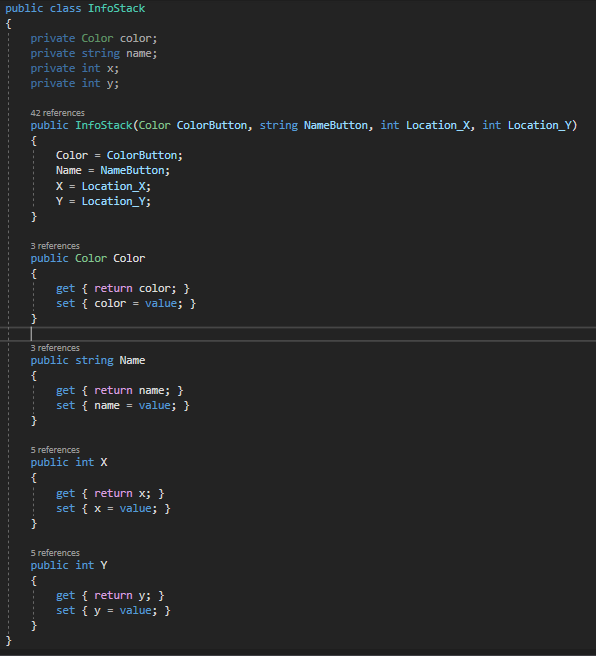 public class InfoStack
{
private Color color;
private string name;
private int x;
private int y;
42 references
public InfoStack(Color ColorButton, string NameButton, int Location_X, int Location_Y)
{
Color = ColorButton;
Name = NameButton;
X = Location_X;
Y = Location_Y;
}
3 references
public Color Color
{
get { return color; }
set { color = value; }
}
3 references
public string Name
{
get { return name; }
set { name = value; }
}
5 references
public int X
{
get { return x; }
set { x = value; }
}
5 references
public int Y
{
get { return y; }
set { y = value; }
}
}